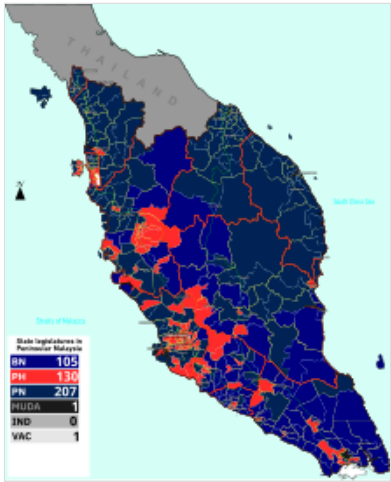 THAILAND
South China Sea
Straits of Malacca
State legislatures in
Peninsular Malaysia
BN 105
PH 130
PN 207
MUDA 1
IND 0
VAC 1